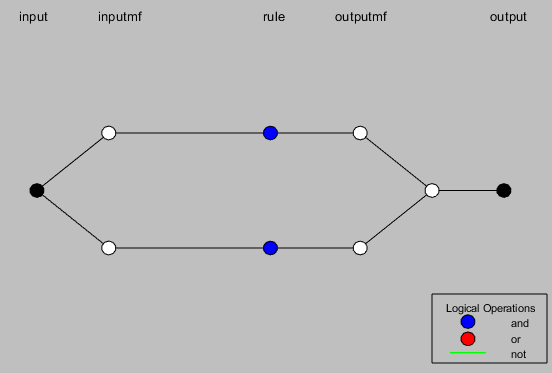 input inputmf rule outputmf output
Logical Operations
and
or
not